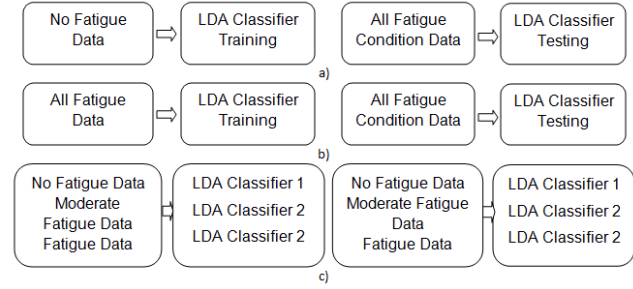 No Fatigue
Data
LDA Classifier
Training
All Fatigue
Condition Data
LDA Classifier
Testing
a)
All Fatigue
Data
LDA Classifier
Training
All Fatigue
Condition Data
LDA Classifier
Testing
b)
No Fatigue Data
Moderate
Fatigue Data
Fatigue Data
LDA Classifier 1
LDA Classifier 2
LDA Classifier 2
No Fatigue Data
Moderate Fatigue
Data
Fatigue Data
LDA Classifier 1
LDA Classifier 2
LDA Classifier 2
c)